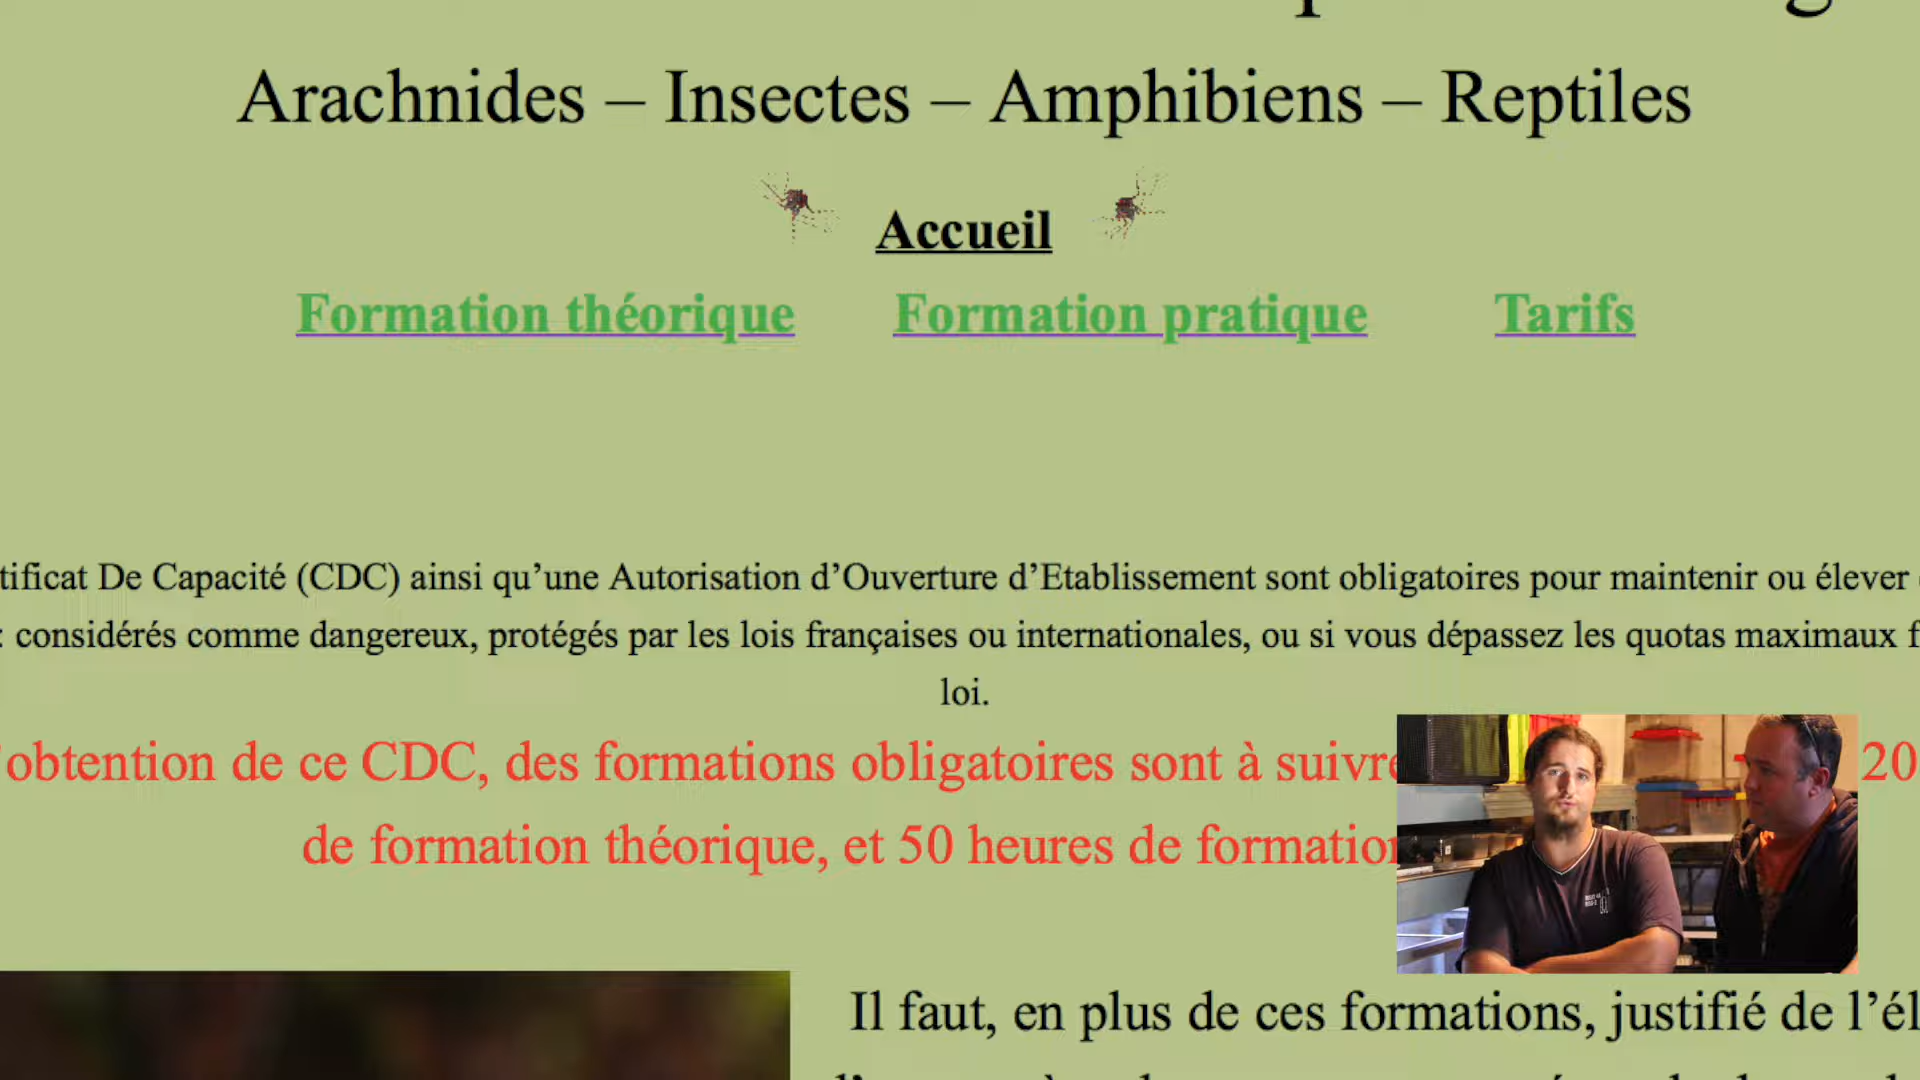 Arachnides – Insectes – Amphibiens – Reptiles
Accueil
Formation théorique Formation pratique Tarifs
tificat De Capacité (CDC) ainsi qu’une Autorisation d’Ouverture d’Etablissement sont obligatoires pour maintenir ou élever
: considérés comme dangereux, protégés par les lois françaises ou internationales, ou si vous dépassez les quotas maximaux f
loi.
’obtention de ce CDC, des formations obligatoires sont à suivre 20
de formation théorique, et 50 heures de formation
Il faut, en plus de ces formations, justifié de l’él